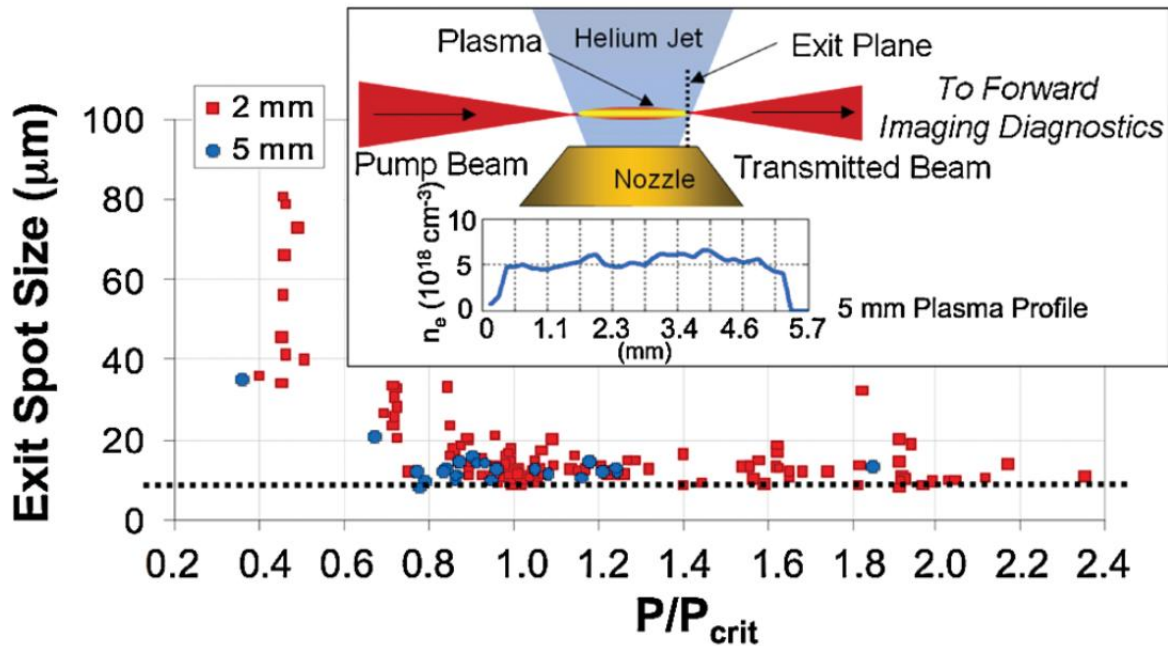 Plasma
Helium Jet
Exit Plane
To Forward
Imaging Diagnostics
Pump Beam
Nozzle
Transmitted Beam
2 mm
5 mm
Exit Spot Size (μm)
100
80
60
40
20
0
nₑ (10¹⁸ cm⁻³)
10
5
0
0 1.1 2.3 3.4 4.6 5.7
(mm)
5 mm Plasma Profile
0.2 0.4 0.6 0.8 1.0 1.2 1.4 1.6 1.8 2.0 2.2 2.4
P/P_crit